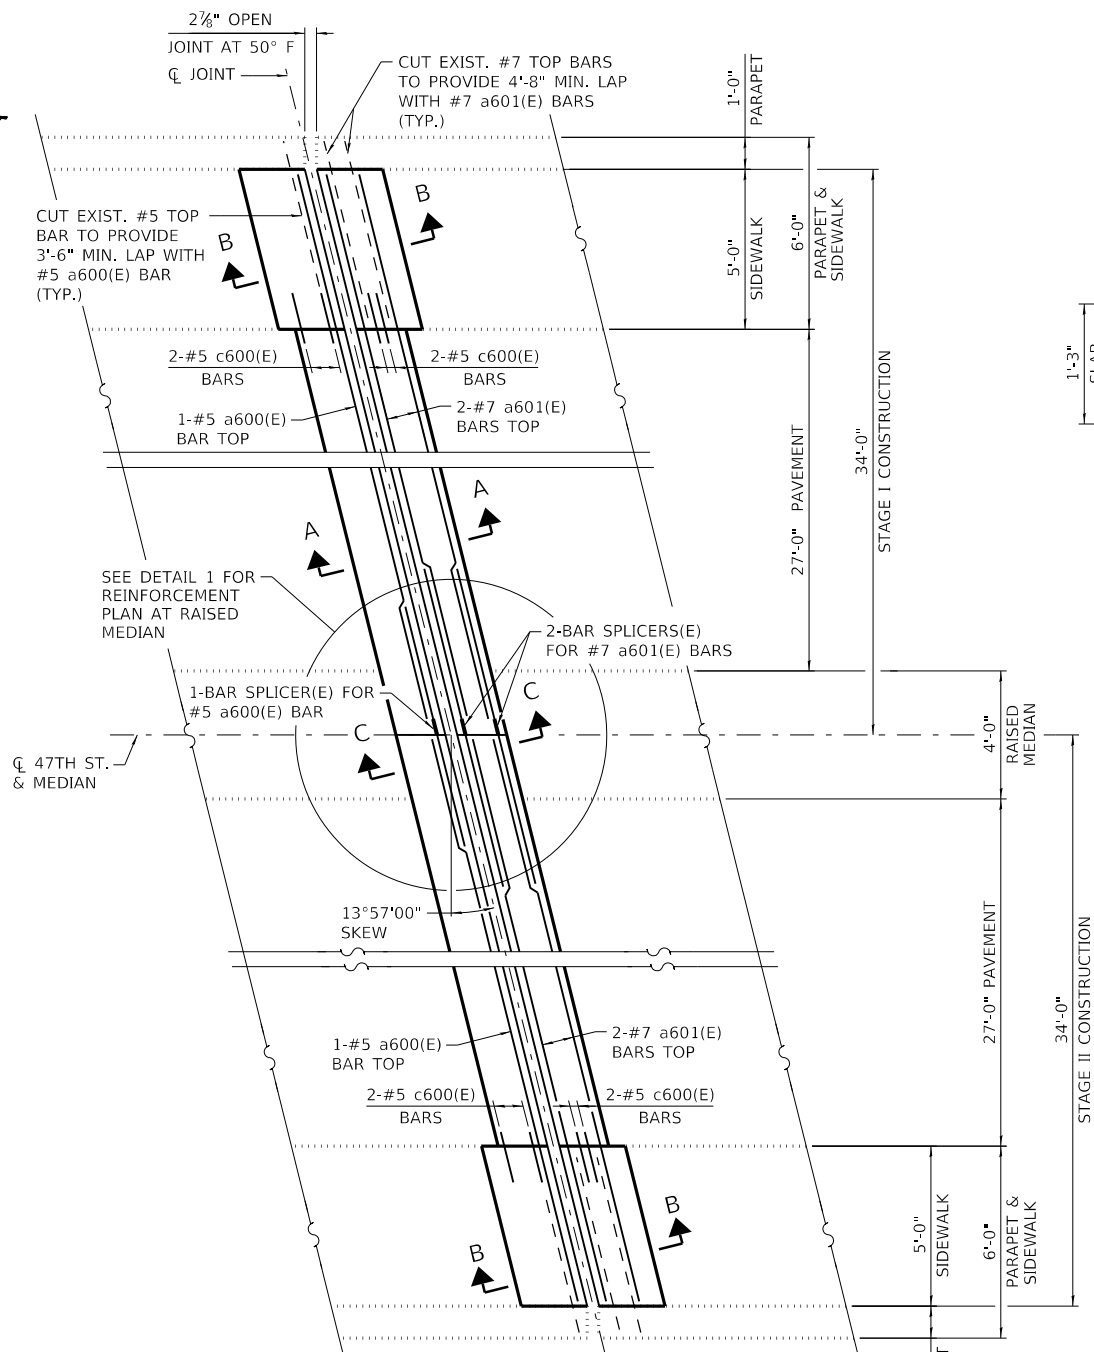 2⅞" OPEN
JOINT AT 50° F
℄ JOINT
CUT EXIST. #7 TOP BARS
TO PROVIDE 4'-8" MIN. LAP
WITH #7 a601(E) BARS
(TYP.)
1'-0"
PARAPET
CUT EXIST. #5 TOP
BAR TO PROVIDE
3'-6" MIN. LAP WITH
#5 a600(E) BAR
(TYP.)
B
B
5'-0"
SIDEWALK
6'-0"
PARAPET &
SIDEWALK
1'-3"
2-#5 c600(E)
BARS
2-#5 c600(E)
BARS
1-#5 a600(E)
BAR TOP
2-#7 a601(E)
BARS TOP
27'-0" PAVEMENT
34'-0"
STAGE I CONSTRUCTION
A
A
SEE DETAIL 1 FOR
REINFORCEMENT
PLAN AT RAISED
MEDIAN
2-BAR SPLICERS(E)
FOR #7 a601(E) BARS
1-BAR SPLICER(E) FOR
#5 a600(E) BAR
C
C
℄ 47TH ST.
& MEDIAN
4'-0"
RAISED
MEDIAN
13°57'00"
SKEW
27'-0" PAVEMENT
34'-0"
STAGE II CONSTRUCTION
1-#5 a600(E)
BAR TOP
2-#7 a601(E)
BARS TOP
2-#5 c600(E)
BARS
2-#5 c600(E)
BARS
B
B
5'-0"
SIDEWALK
6'-0"
PARAPET &
SIDEWALK